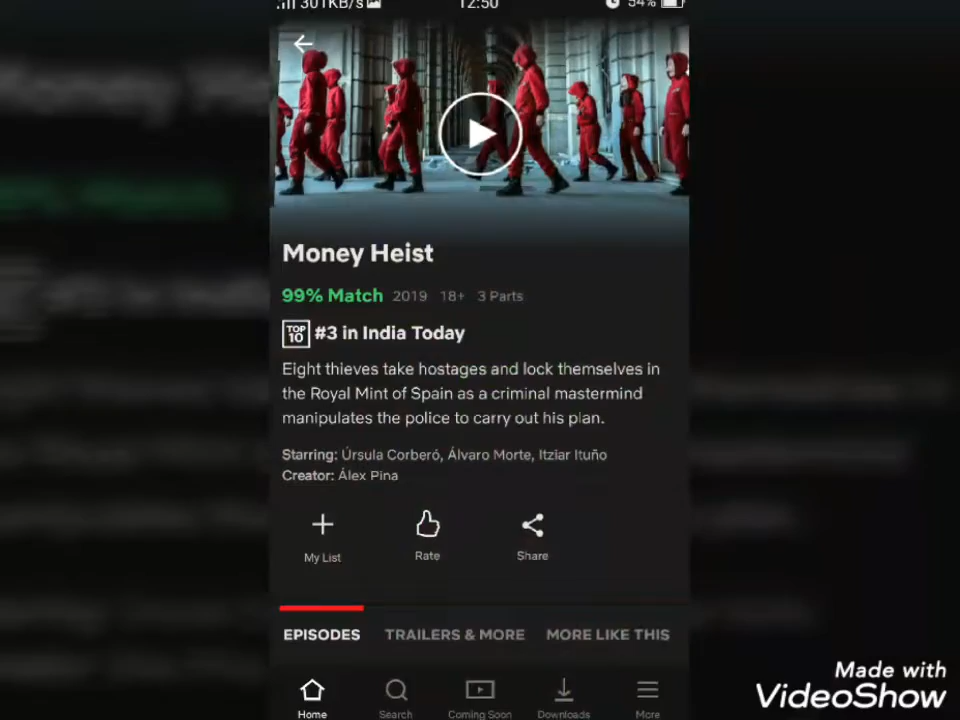 301KB/s
12:50
54%
Money Heist
99% Match 2019 18+ 3 Parts
TOP 10 #3 in India Today
Eight thieves take hostages and lock themselves in
the Royal Mint of Spain as a criminal mastermind
manipulates the police to carry out his plan.
Starring: Úrsula Corberó, Álvaro Morte, Itziar Ituño
Creator: Álex Pina
My List Rate Share
EPISODES TRAILERS & MORE MORE LIKE THIS
Home Search Coming Soon Downloads More
Made with
VideoShow